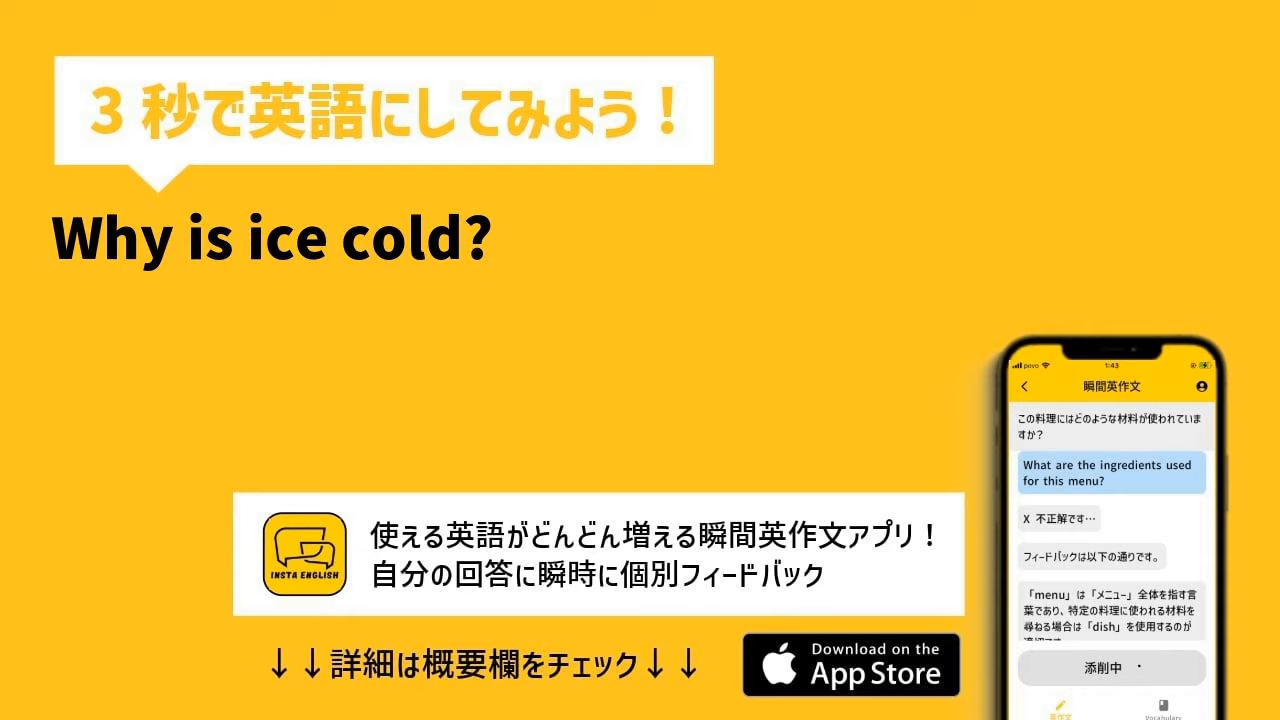 3 秒で英語にしてみよう！
Why is ice cold?
povo
1:43
瞬間英作文
この料理にはどのような材料が使われていま
すか？
What are the ingredients used
for this menu?
X 不正解です…
フィードバックは以下の通りです。
「menu」は「メニュー」全体を指す言
葉であり、特定の料理に使われる材料を
尋ねる場合は「dish」を使用するのが
添削中
英作文
Vocabulary
INSTA ENGLISH
使える英語がどんどん増える瞬間英作文アプリ！
自分の回答に瞬時に個別フィードバック
↓↓詳細は概要欄をチェック↓↓
Download on the
App Store